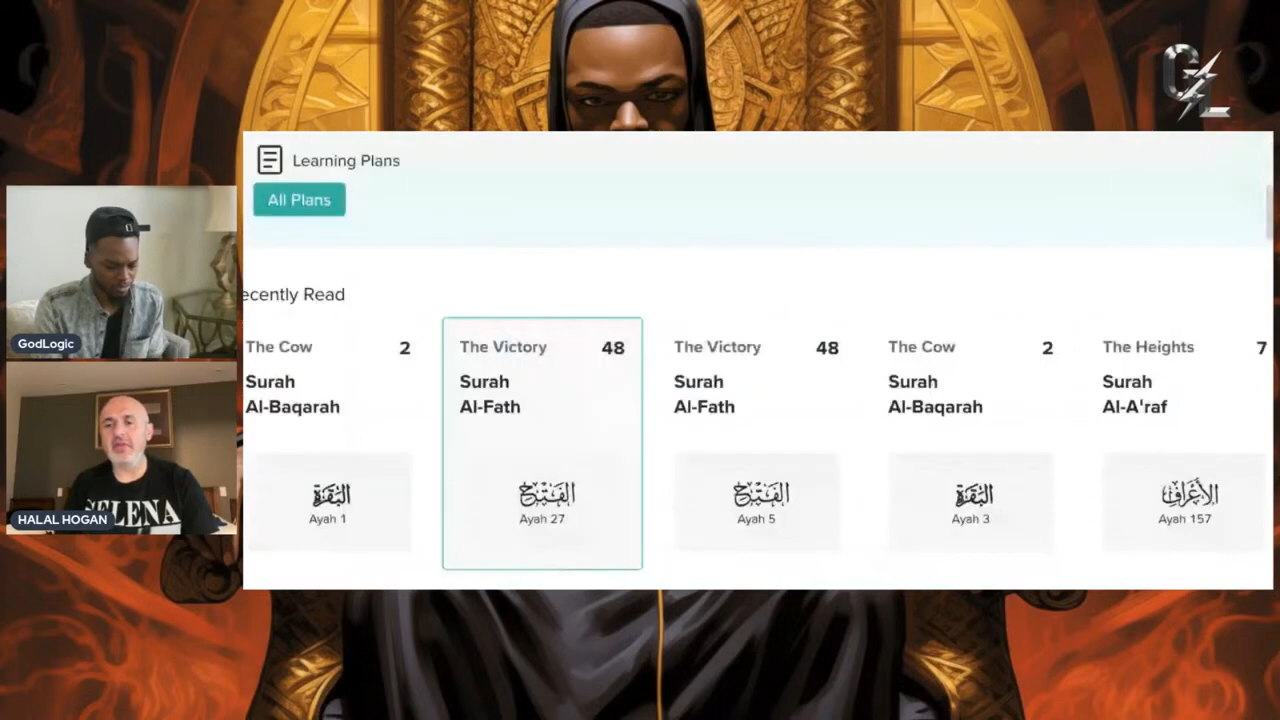 GL
Learning Plans
All Plans
ecently Read
The Cow 2
Surah
Al-Baqarah
البقرة
Ayah 1
The Victory 48
Surah
Al-Fath
الفتح
Ayah 27
The Victory 48
Surah
Al-Fath
الفتح
Ayah 5
The Cow 2
Surah
Al-Baqarah
البقرة
Ayah 3
The Heights 7
Surah
Al-A'raf
الأعراف
Ayah 157
GodLogic
SELENA
HALAL HOGAN